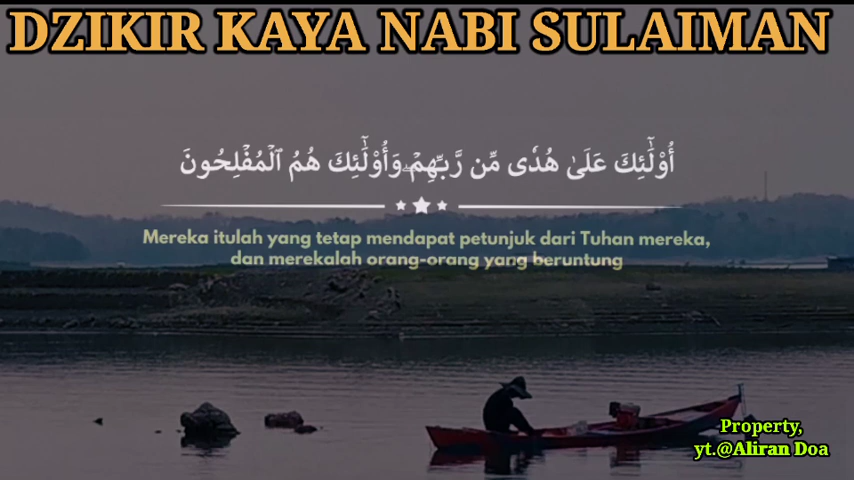 DZIKIR KAYA NABI SULAIMAN
أُو۟لَٰٓئِكَ عَلَىٰ هُدًى مِّن رَّبِّهِمْ ۖ وَأُو۟لَٰٓئِكَ هُمُ ٱلْمُفْلِحُونَ
Mereka itulah yang tetap mendapat petunjuk dari Tuhan mereka,
dan merekalah orang-orang yang beruntung
Property,
yt.@Aliran Doa